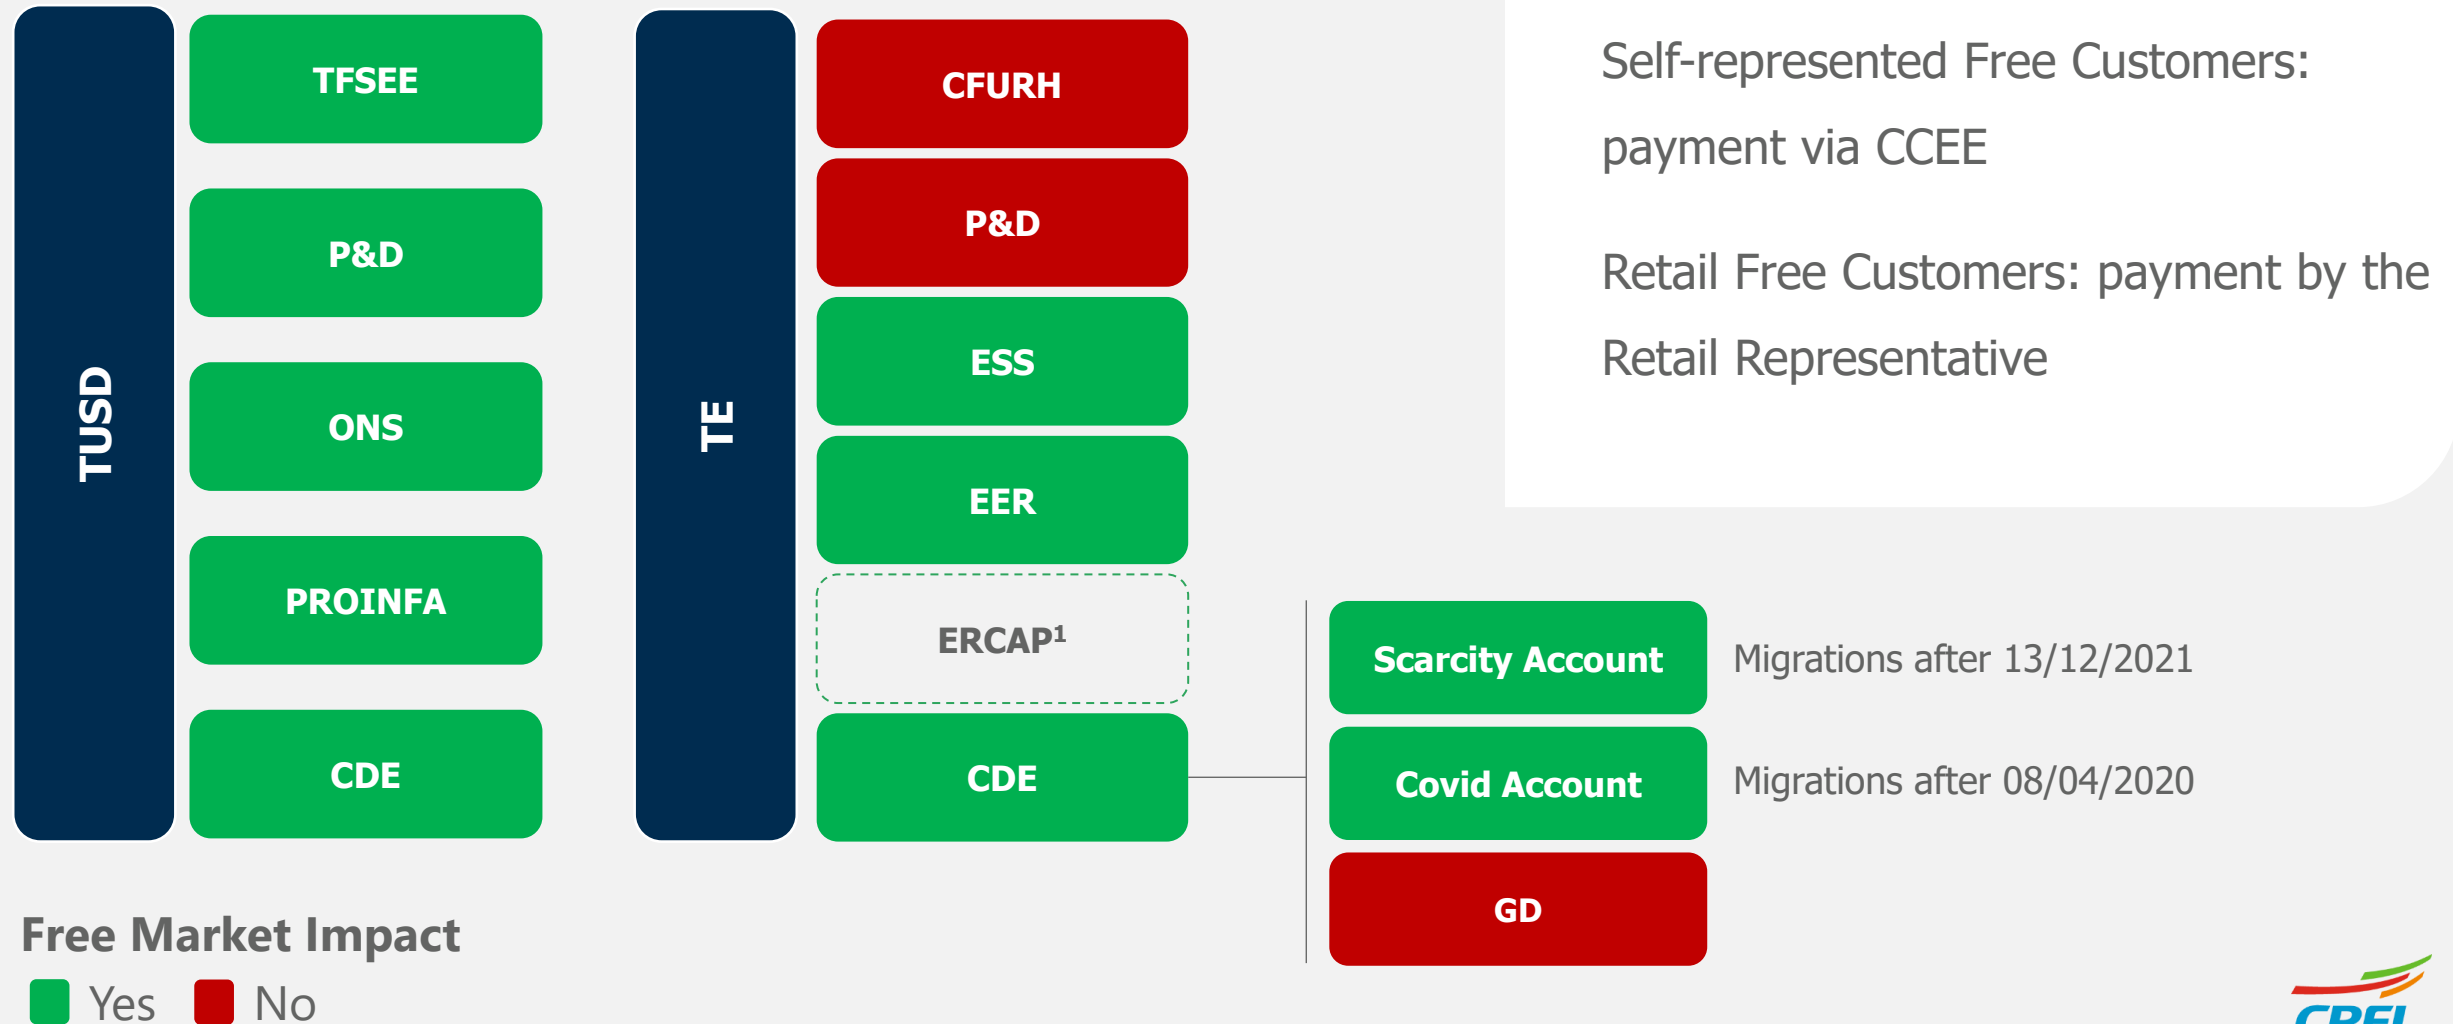 TUSD
TFSEE
P&D
ONS
PROINFA
CDE
TE
CFURH
P&D
ESS
EER
ERCAP¹
CDE
Self-represented Free Customers:
payment via CCEE
Retail Free Customers: payment by the
Retail Representative
Scarcity Account
Migrations after 13/12/2021
Covid Account
Migrations after 08/04/2020
GD
Free Market Impact
Yes
No
CPFL